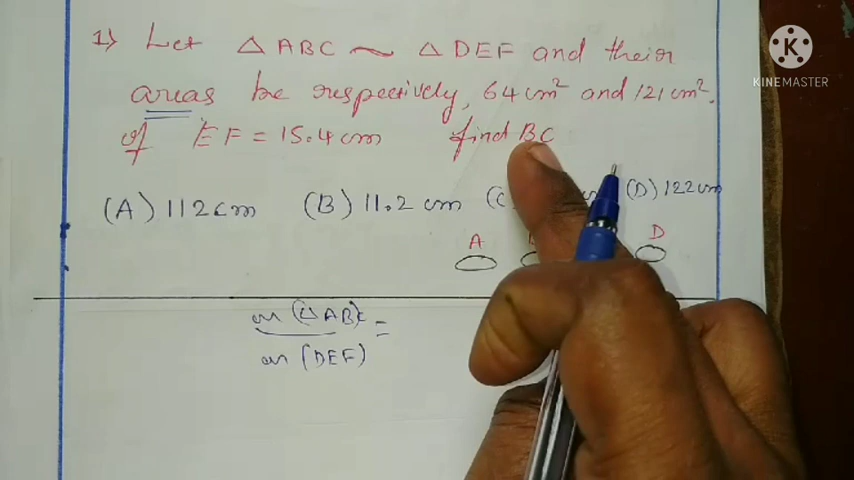 1) Let △ABC ~ △DEF and their
areas be respectively, 64 cm² and 121 cm².
If EF = 15.4 cm find BC
(A) 112 cm (B) 11.2 cm (C) (D) 122 cm
A D
ar (△ABC =
ar (DEF)
K
KINEMASTER